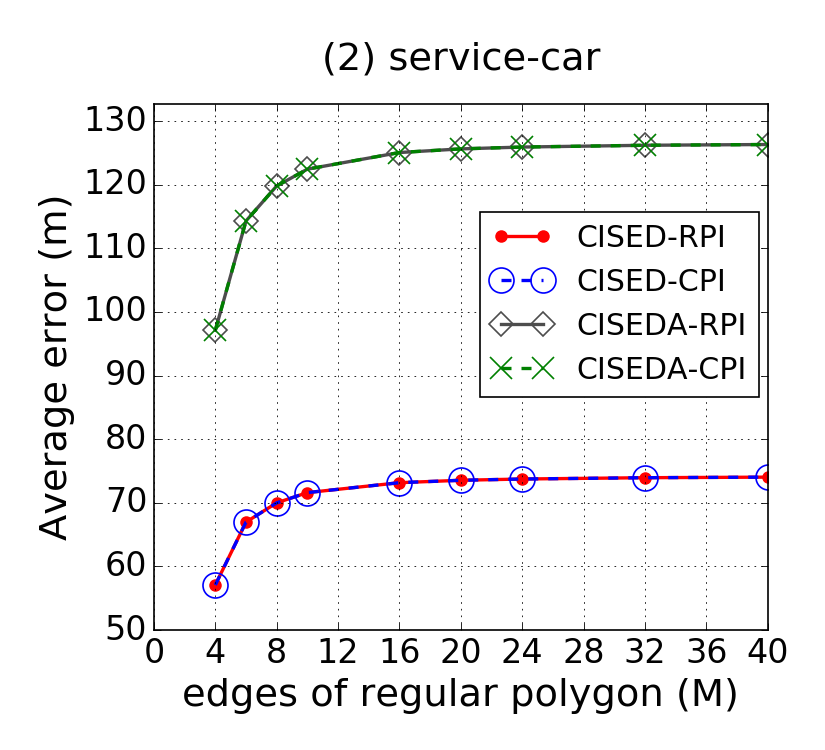 (2) service-car
Average error (m)
130
120
110
100
90
80
70
60
50
CISED-RPI
CISED-CPI
CISEDA-RPI
CISEDA-CPI
0 4 8 12 16 20 24 28 32 36 40
edges of regular polygon (M)